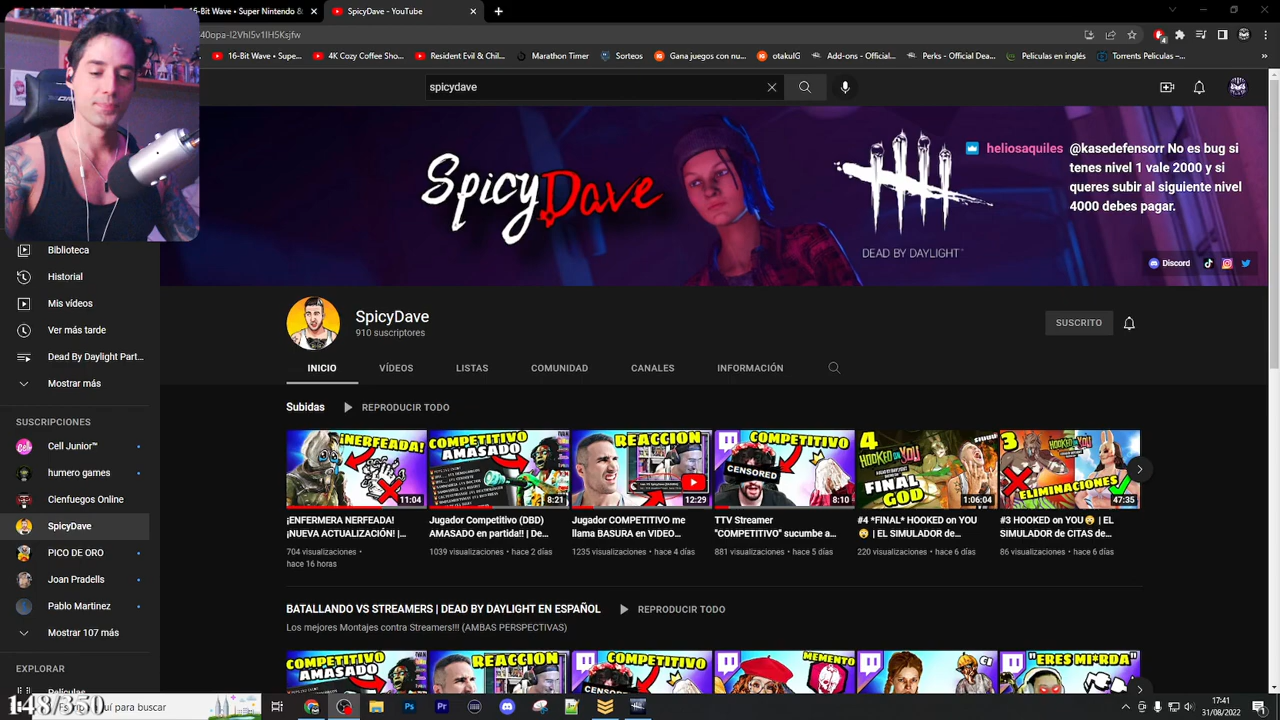 16-Bit Wave • Super Nintendo &
SpicyDave - YouTube
40opa-I2VhI5v1IH5Ksjfw
16-Bit Wave • Super...
4K Cozy Coffee Sho...
Resident Evil & Chil...
Marathon Timer
Sorteos
Gana juegos con nu...
otakulG
Add-ons - Official...
Perks - Official Dea...
Peliculas en inglés
Torrents Peliculas –...
spicydave
SpicyDave
DEAD BY DAYLIGHT™
heliosaquiles @kasedefensorr No es bug si
tenes nivel 1 vale 2000 y si
queres subir al siguiente nivel
4000 debes pagar.
Discord
Biblioteca
Historial
Mis vídeos
Ver más tarde
Dead By Daylight Part...
Mostrar más
SUSCRIPCIONES
Cell Junior™
humero games
Cienfuegos Online
SpicyDave
PICO DE ORO
Joan Pradells
Pablo Martinez
Mostrar 107 más
EXPLORAR
Películas
SpicyDave
910 suscriptores
SUSCRITO
INICIO VÍDEOS LISTAS COMUNIDAD CANALES INFORMACIÓN
Subidas REPRODUCIR TODO
¡NERFEADA!
11:04
COMPETITIVO
AMASADO
8:21
REACCION
12:29
COMPETITIVO
CENSORED
8:10
4
HOOKED ON YOU
FINAL
GOD
1:06:04
3
HOOKED ON YOU
ELIMINACIONES
47:35
¡ENFERMERA NERFEADA!
¡NUEVA ACTUALIZACIÓN! |...
704 visualizaciones •
hace 16 horas
Jugador Competitivo (DBD)
AMASADO en partida!! | De...
1039 visualizaciones • hace 2 días
Jugador COMPETITIVO me
llama BASURA en VIDEO...
1235 visualizaciones • hace 4 días
TTV Streamer
"COMPETITIVO" sucumbe a...
881 visualizaciones • hace 5 días
#4 *FINAL* HOOKED on YOU
😮 | EL SIMULADOR de...
220 visualizaciones • hace 6 días
#3 HOOKED on YOU😮 | EL
SIMULADOR de CITAS de...
86 visualizaciones • hace 6 días
BATALLANDO VS STREAMERS | DEAD BY DAYLIGHT EN ESPAÑOL REPRODUCIR TODO
Los mejores Montajes contra Streamers!!! (AMBAS PERSPECTIVAS)
COMPETITIVO
AMASADO
REACCION
COMPETITIVO
MEMENTO
"ERES MI*RDA"
148/350
quí para buscar
17:41
31/08/2022